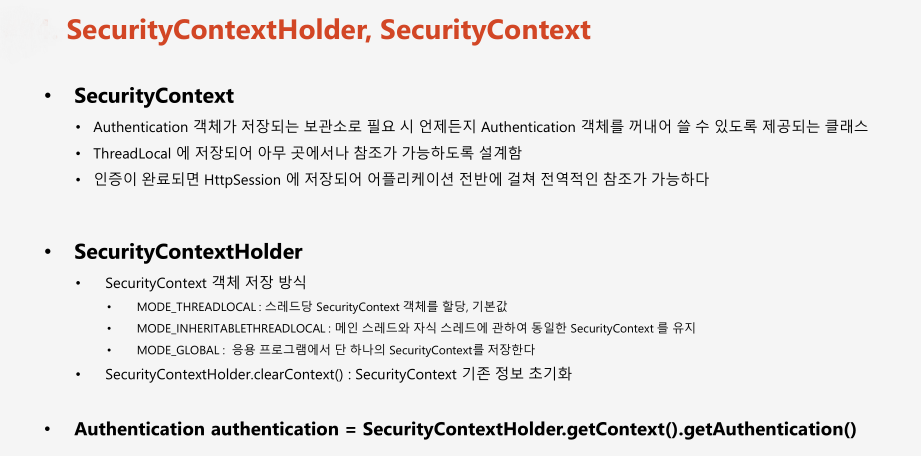 SecurityContextHolder, SecurityContext
• SecurityContext
• Authentication 객체가 저장되는 보관소로 필요 시 언제든지 Authentication 객체를 꺼내어 쓸 수 있도록 제공되는 클래스
• ThreadLocal 에 저장되어 아무 곳에서나 참조가 가능하도록 설계함
• 인증이 완료되면 HttpSession 에 저장되어 어플리케이션 전반에 걸쳐 전역적인 참조가 가능하다
• SecurityContextHolder
• SecurityContext 객체 저장 방식
• MODE_THREADLOCAL : 스레드당 SecurityContext 객체를 할당, 기본값
• MODE_INHERITABLETHREADLOCAL : 메인 스레드와 자식 스레드에 관하여 동일한 SecurityContext 를 유지
• MODE_GLOBAL : 응용 프로그램에서 단 하나의 SecurityContext를 저장한다
• SecurityContextHolder.clearContext() : SecurityContext 기존 정보 초기화
• Authentication authentication = SecurityContextHolder.getContext().getAuthentication()